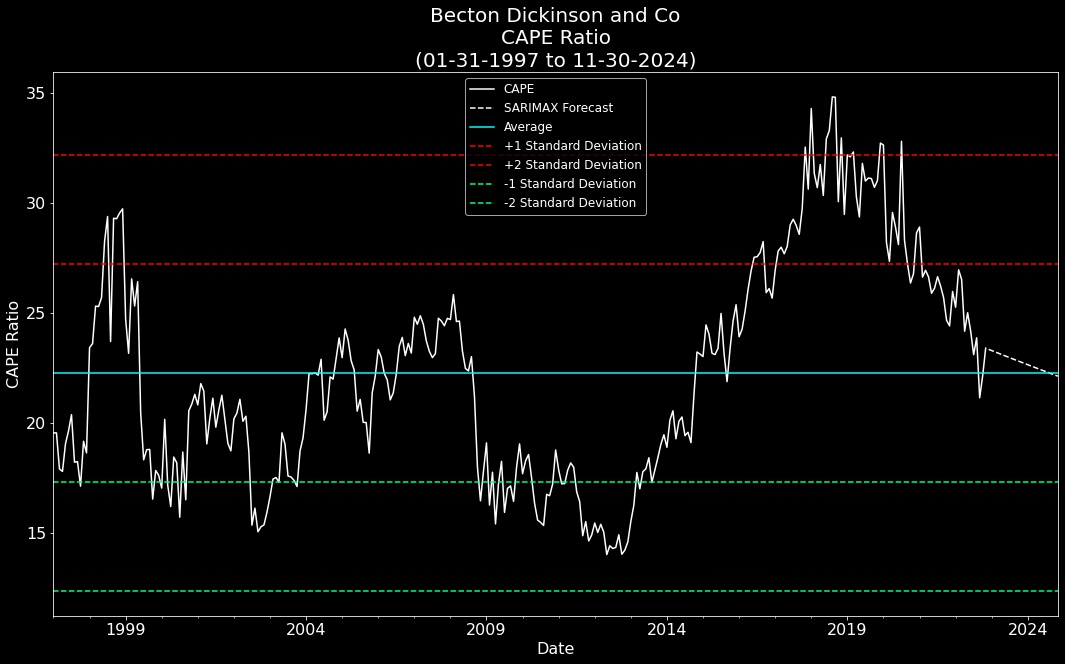 Becton Dickinson and Co
CAPE Ratio
(01-31-1997 to 11-30-2024)
CAPE
SARIMAX Forecast
Average
+1 Standard Deviation
+2 Standard Deviation
-1 Standard Deviation
-2 Standard Deviation
CAPE Ratio
35
30
25
20
15
1999
2004
2009
2014
2019
2024
Date